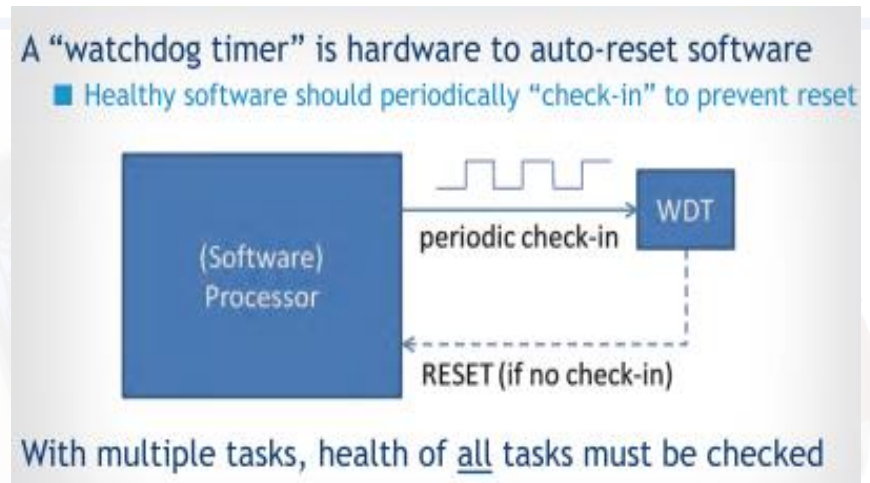 A “watchdog timer” is hardware to auto-reset software
■ Healthy software should periodically “check-in” to prevent reset
WDT
periodic check-in
(Software)
Processor
RESET (if no check-in)
With multiple tasks, health of all tasks must be checked